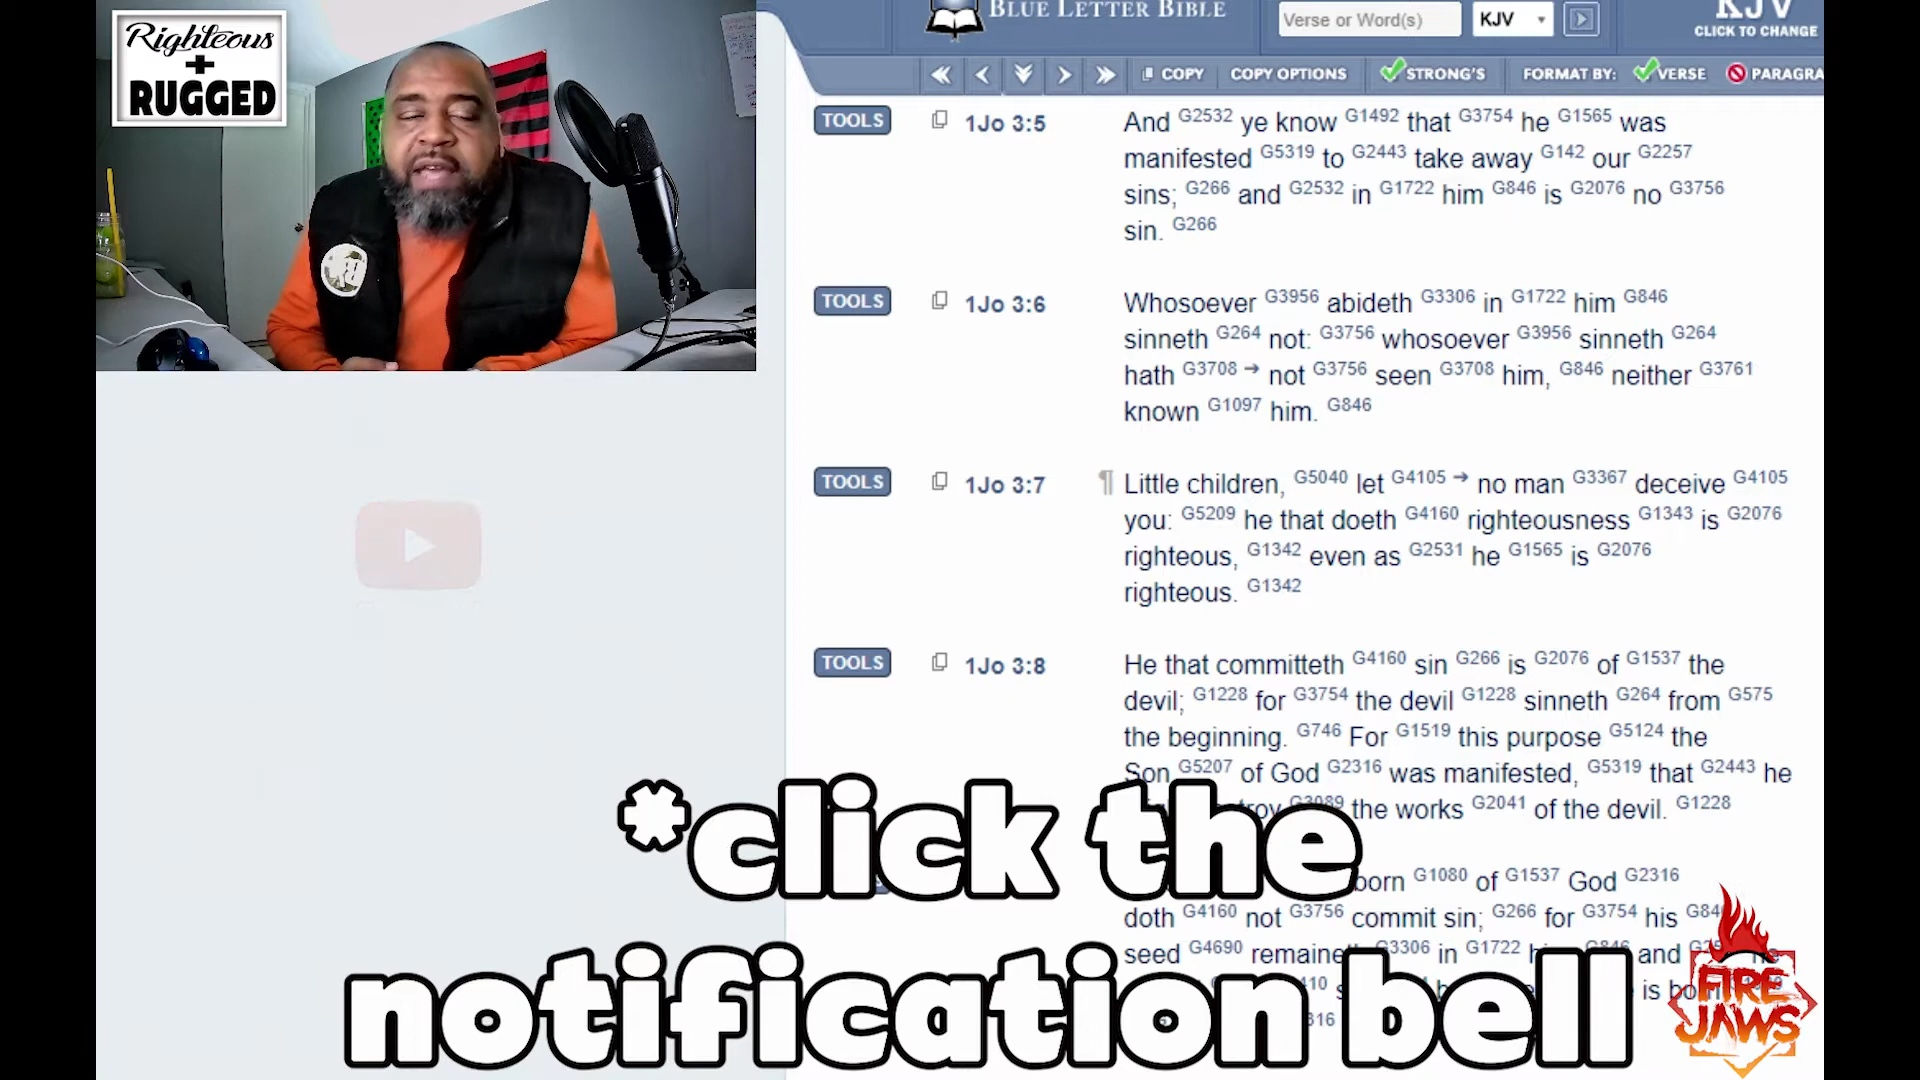 Righteous
+
RUGGED
BLUE LETTER BIBLE
Verse or Word(s)
KJV
KJV
CLICK TO CHANGE
COPY
COPY OPTIONS
STRONG'S
FORMAT BY:
VERSE
PARAGRA
TOOLS
1Jo 3:5
And G2532 ye know G1492 that G3754 he G1565 was
manifested G5319 to G2443 take away G142 our G2257
sins; G266 and G2532 in G1722 him G846 is G2076 no G3756
sin. G266
TOOLS
1Jo 3:6
Whosoever G3956 abideth G3306 in G1722 him G846
sinneth G264 not: G3756 whosoever G3956 sinneth G264
hath G3708 → not G3756 seen G3708 him, G846 neither G3761
known G1097 him. G846
TOOLS
1Jo 3:7
¶ Little children, G5040 let G4105 → no man G3367 deceive G4105
you: G5209 he that doeth G4160 righteousness G1343 is G2076
righteous, G1342 even as G2531 he G1565 is G2076
righteous. G1342
TOOLS
1Jo 3:8
He that committeth G4160 sin G266 is G2076 of G1537 the
devil; G1228 for G3754 the devil G1228 sinneth G264 from G575
the beginning. G746 For G1519 this purpose G5124 the
Son G5207 of God G2316 was manifested, G5319 that G2443 he
G3089 the works G2041 of the devil. G1228
born G1080 of G1537 God G2316
doth G4160 not G3756 commit sin; G266 for G3754 his
seed G4690 G3306 in G1722 and
is
*click the
notification bell
FIRE
JAWS